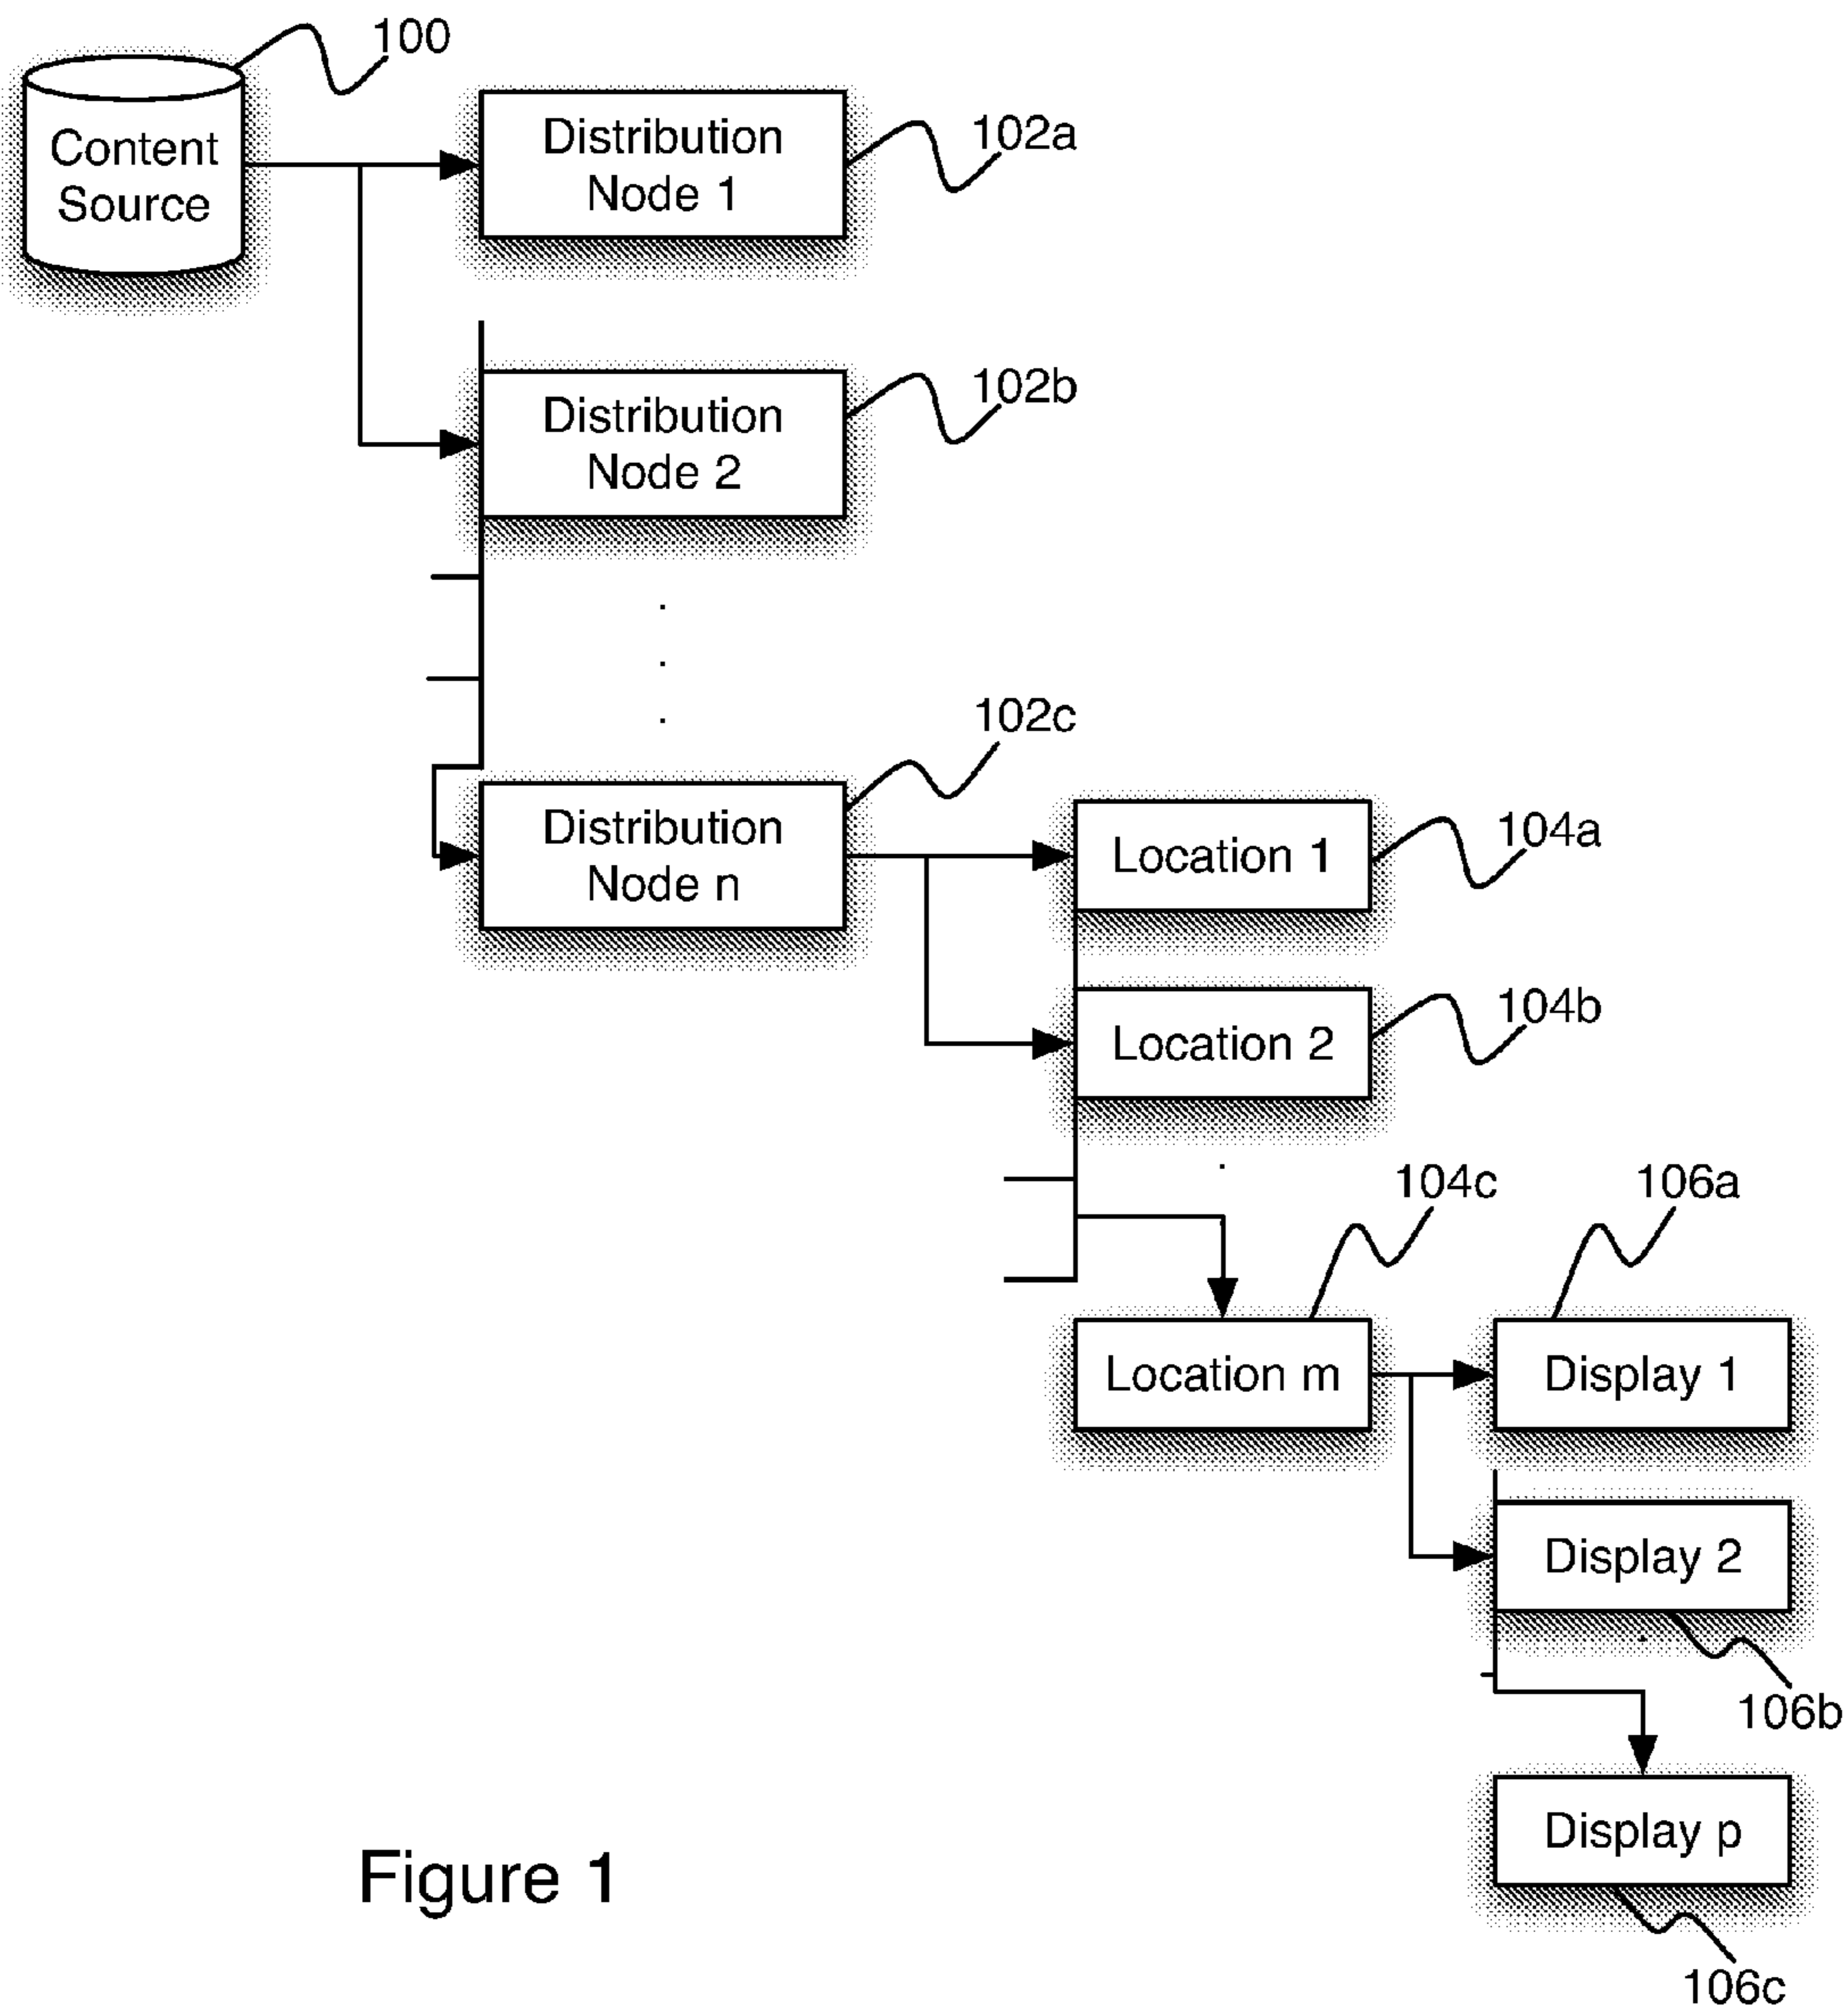 100
Content
Source
Distribution
Node 1
102a
Distribution
Node 2
102b
.
.
.
102c
Distribution
Node n
Location 1
104a
Location 2
104b
.
104c
106a
Location m
Display 1
Display 2
.
106b
Display p
106c
Figure 1